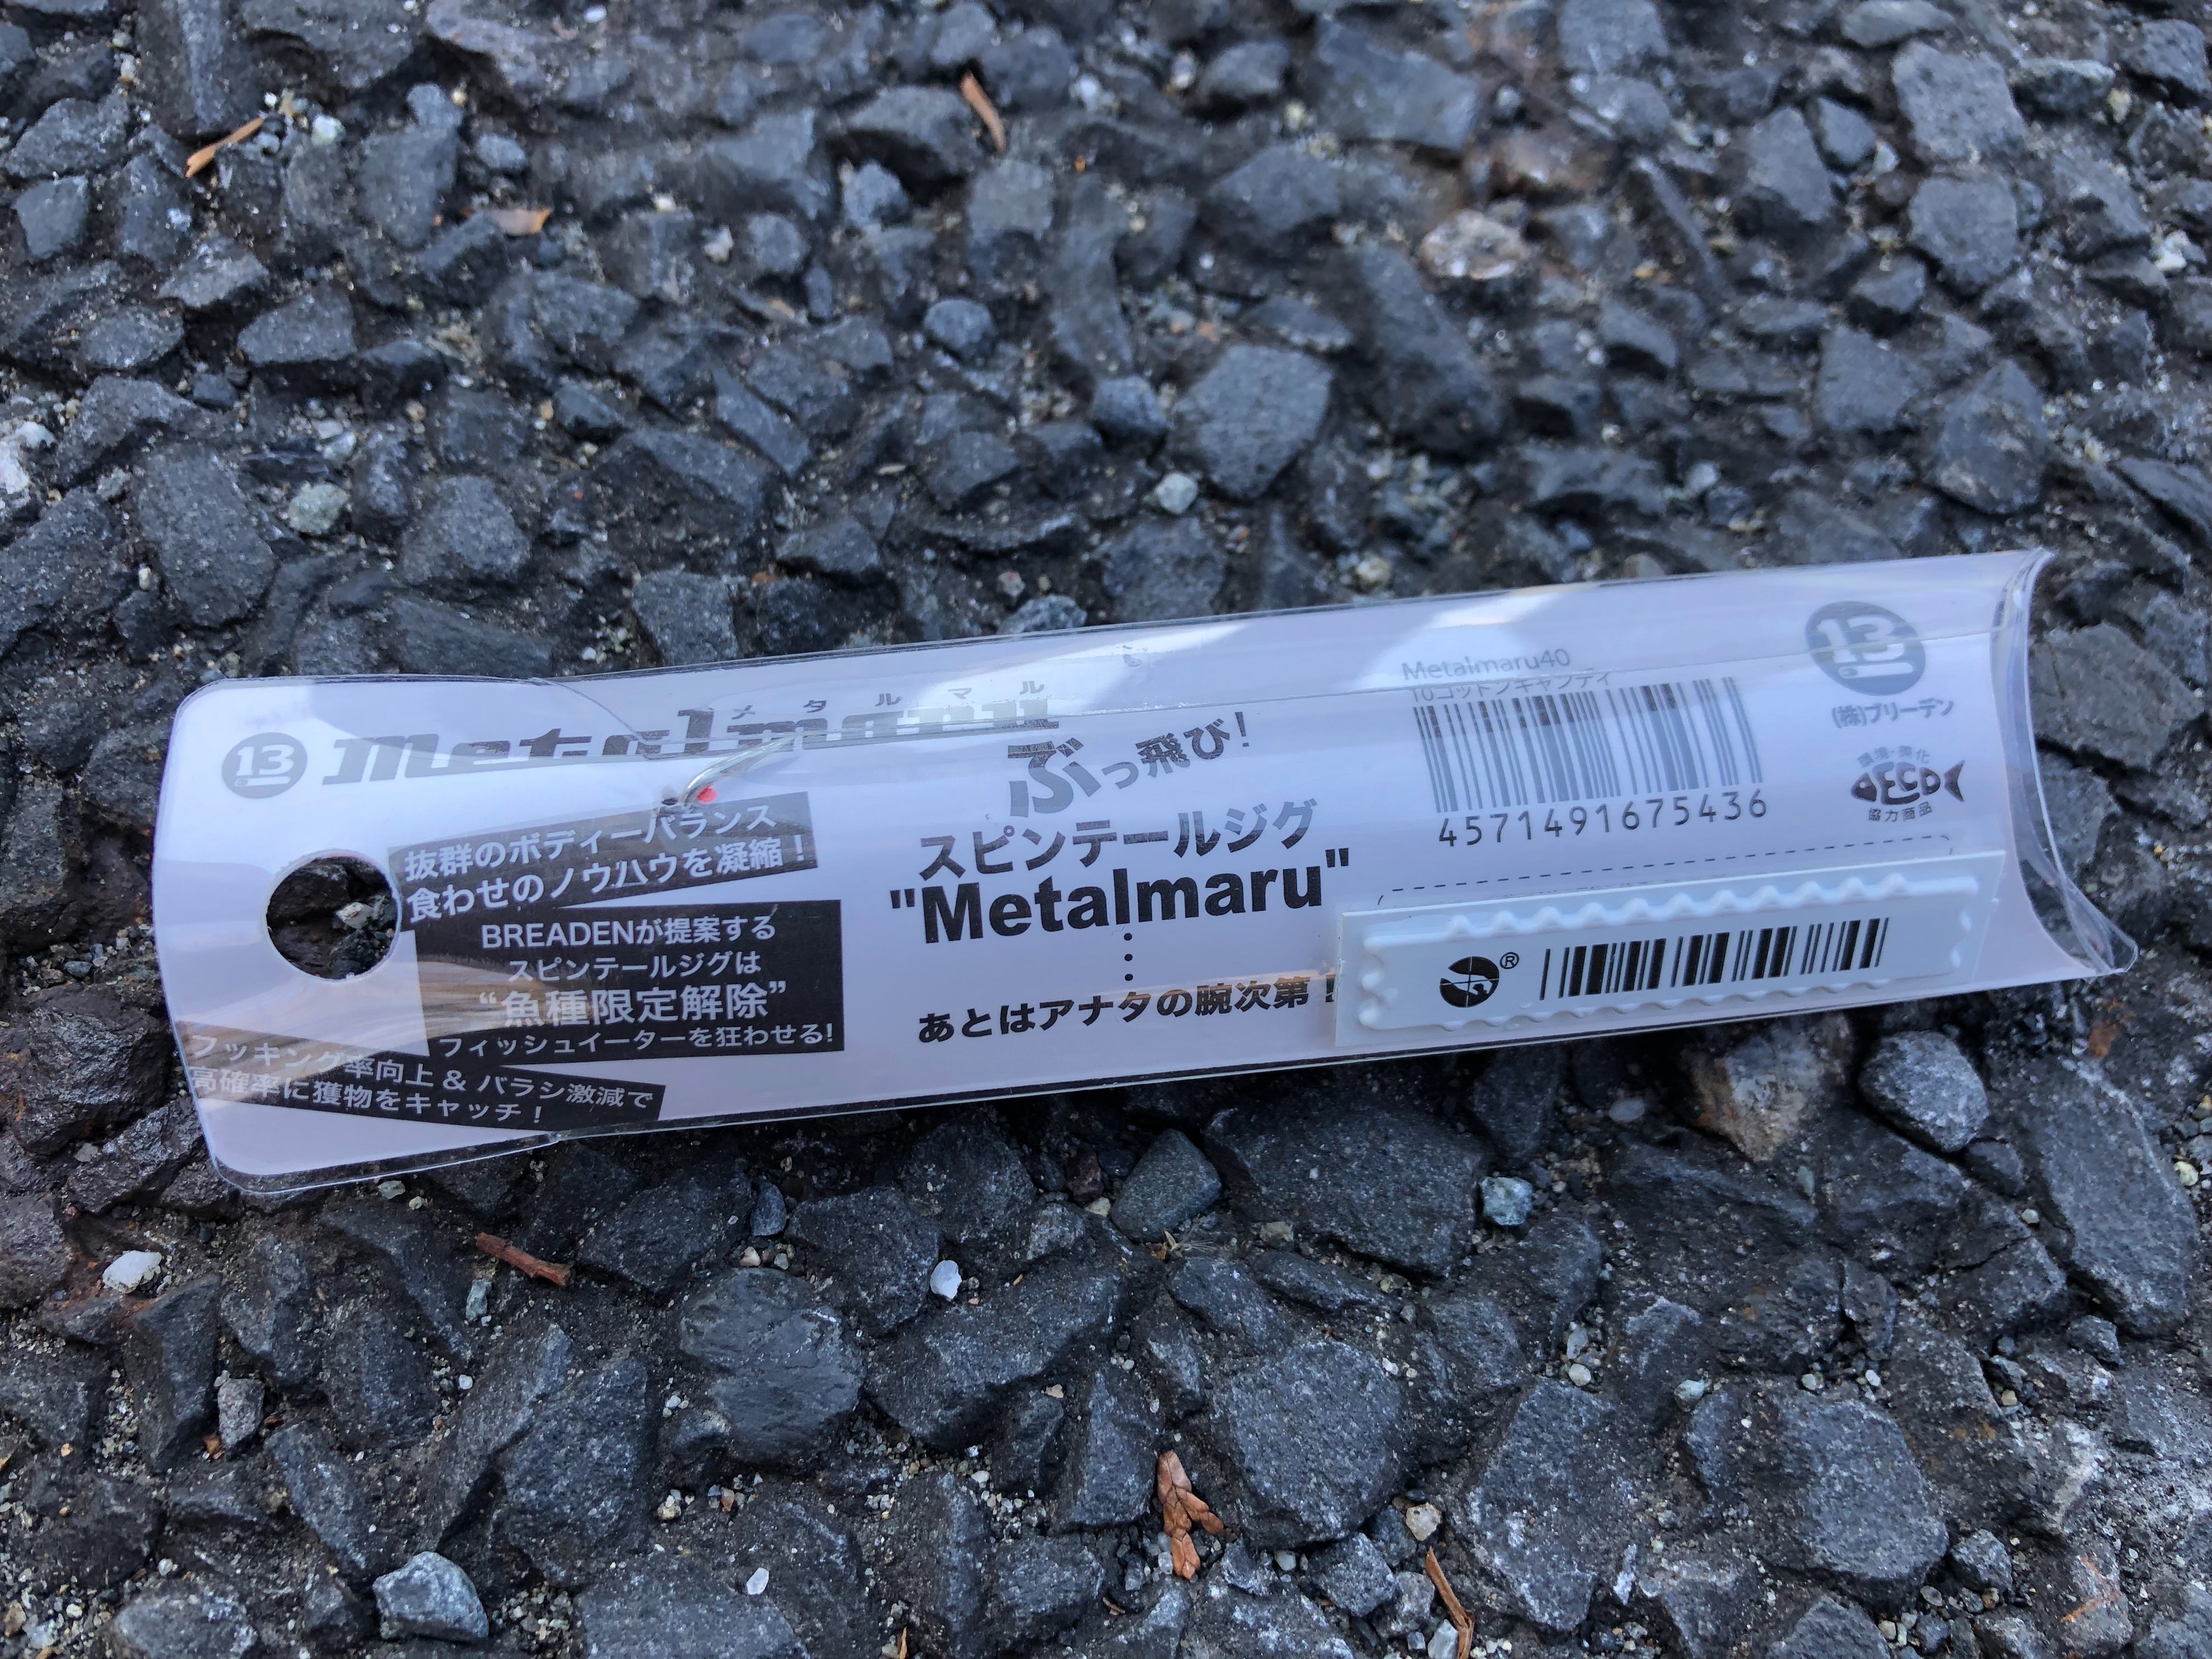 13
メタルマル
metalmaru
抜群のボディーバランス
食わせのノウハウを凝縮！
BREADENが提案する
スピンテールジグは
“魚種限定解除”
フィッシュイーターを狂わせる!
フッキング率向上 & バラシ激減で
高確率に獲物をキャッチ！
ぶっ飛び!
スピンテールジグ
"Metalmaru"
⋮
あとはアナタの腕次第！
Metalmaru40
10コットンキャンディ
4571491675436
13
(株)ブリーデン
環境・美化
DECO
協力商品
®